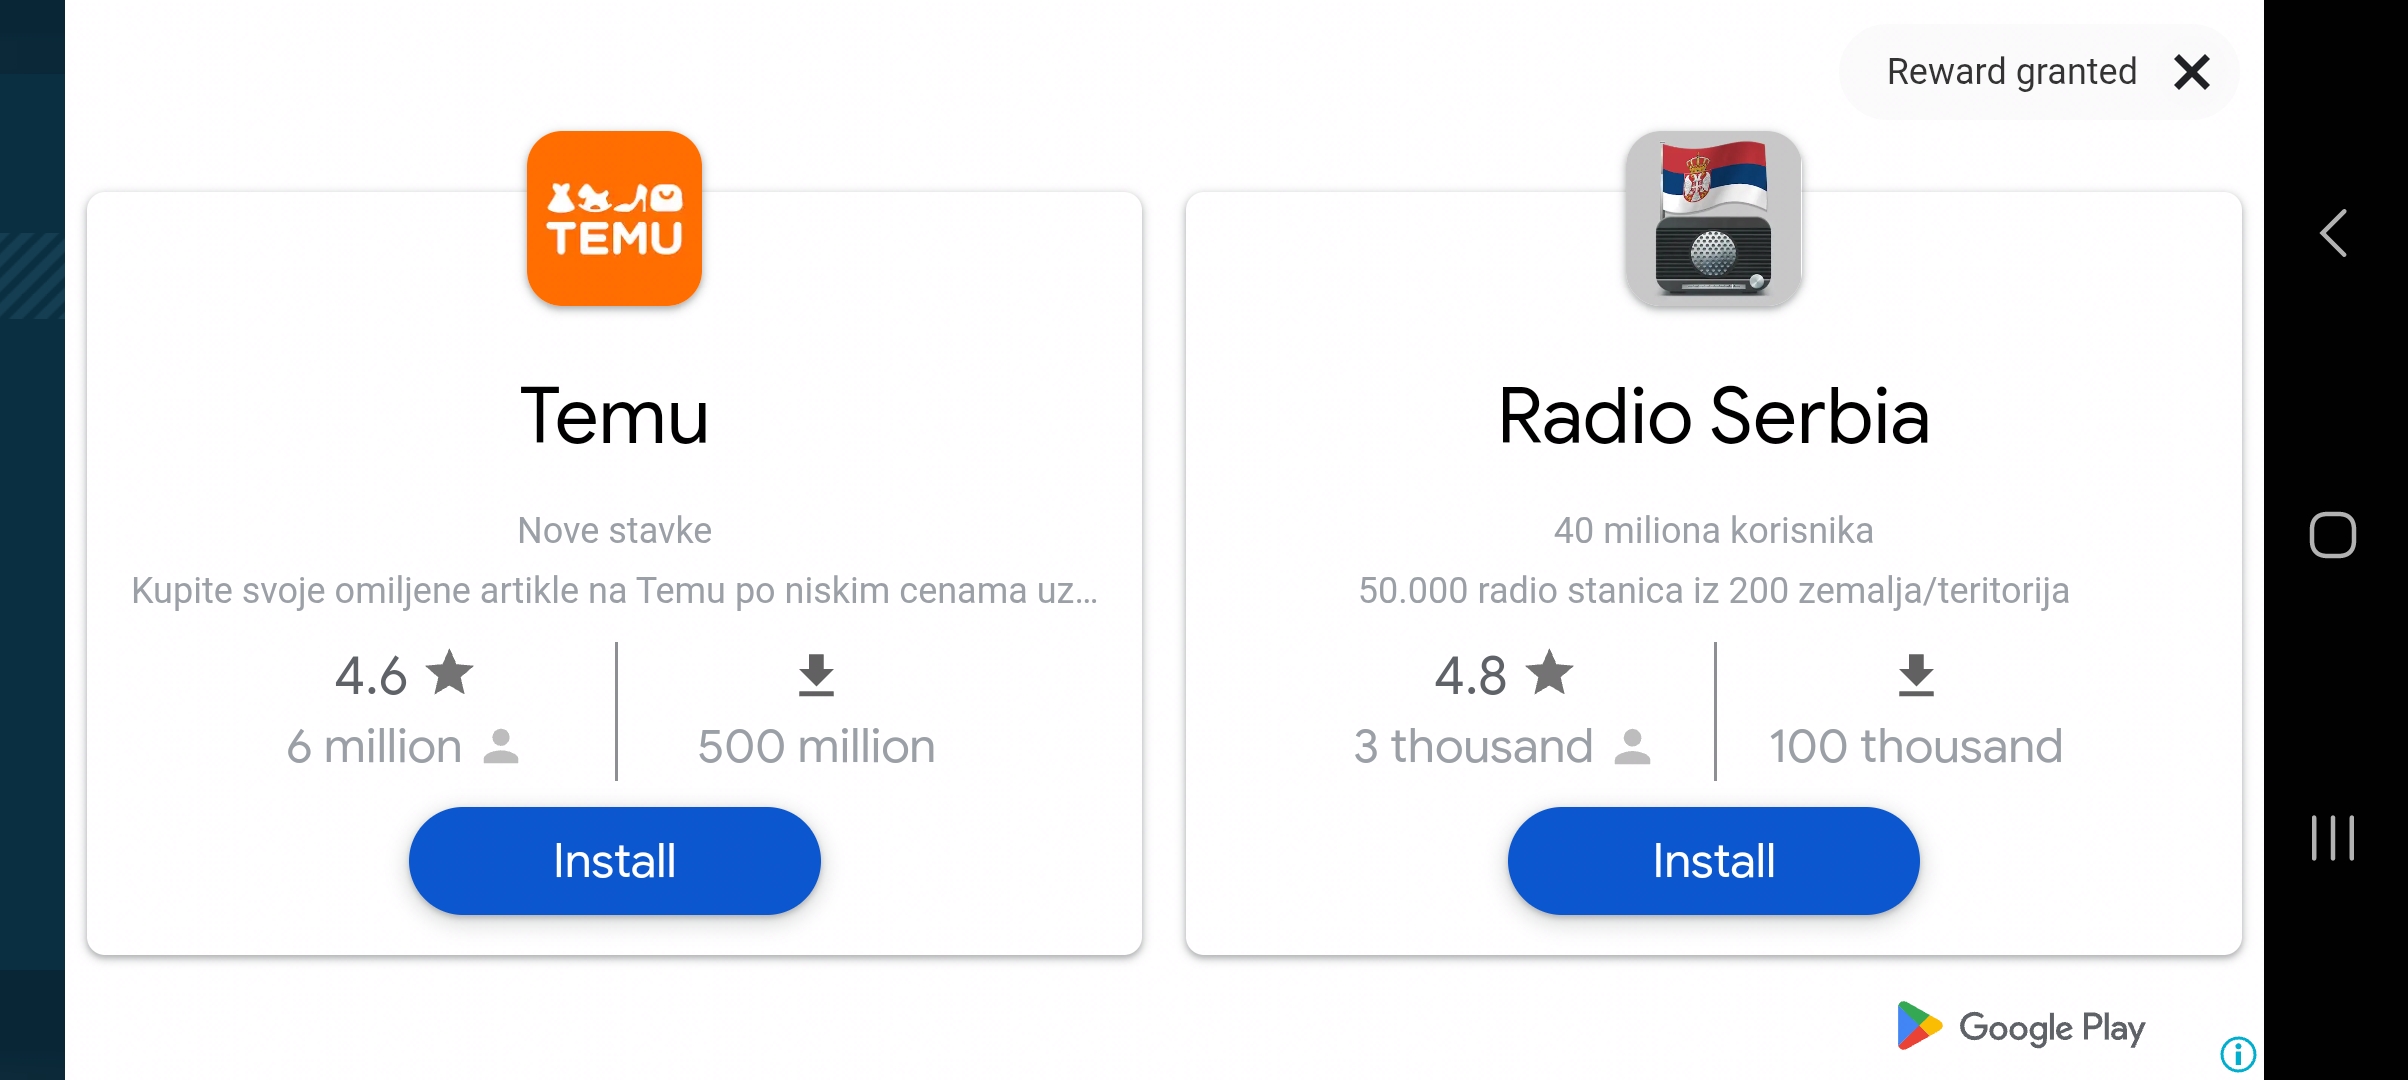 Reward granted
TEMU
Temu
Nove stavke
Kupite svoje omiljene artikle na Temu po niskim cenama uz...
4.6
6 million
500 million
Install
Radio Serbia
40 miliona korisnika
50.000 radio stanica iz 200 zemalja/teritorija
4.8
3 thousand
100 thousand
Install
Google Play